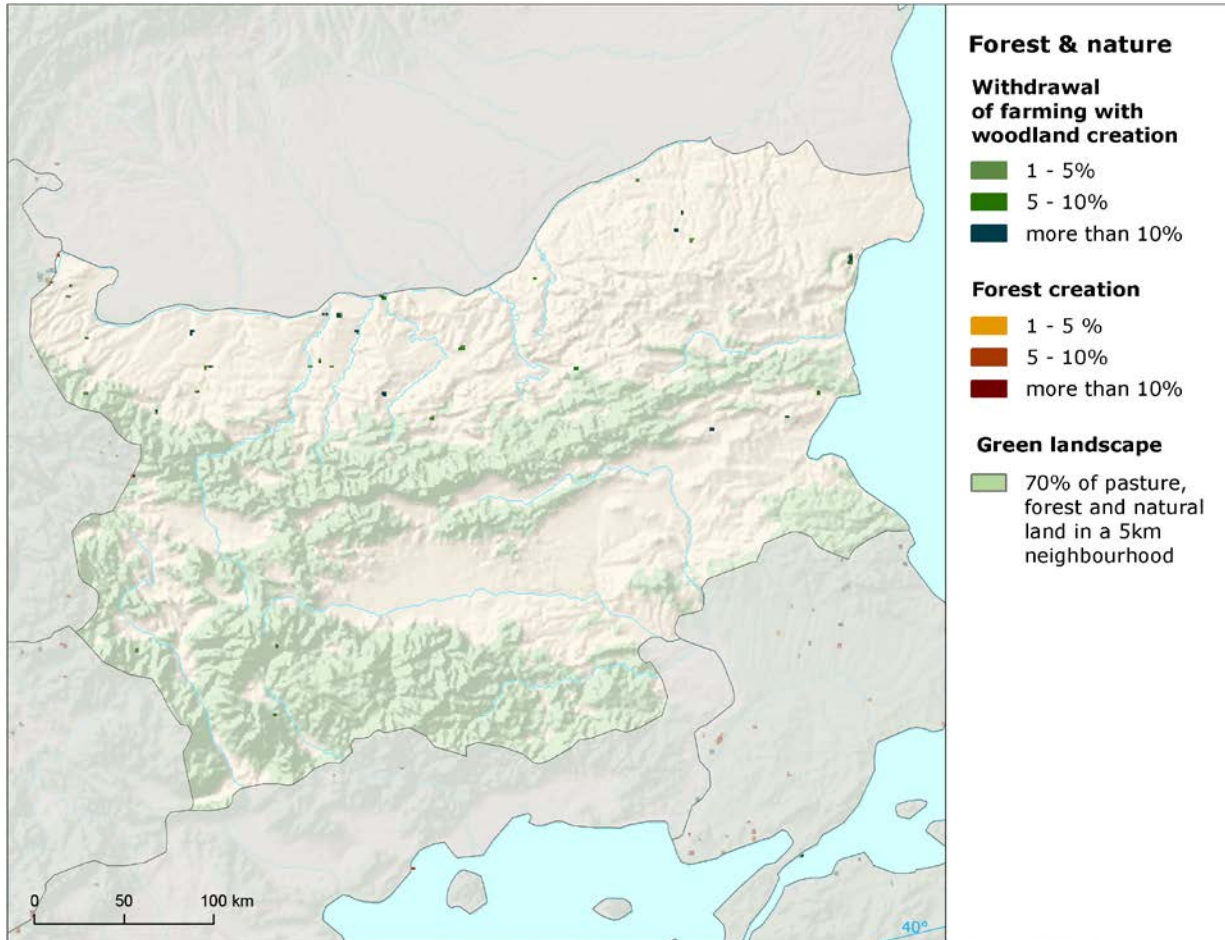 Forest & nature
Withdrawal
of farming with
woodland creation
1 - 5%
5 - 10%
more than 10%
Forest creation
1 - 5 %
5 - 10%
more than 10%
Green landscape
70% of pasture,
forest and natural
land in a 5km
neighbourhood
0 50 100 km
40°